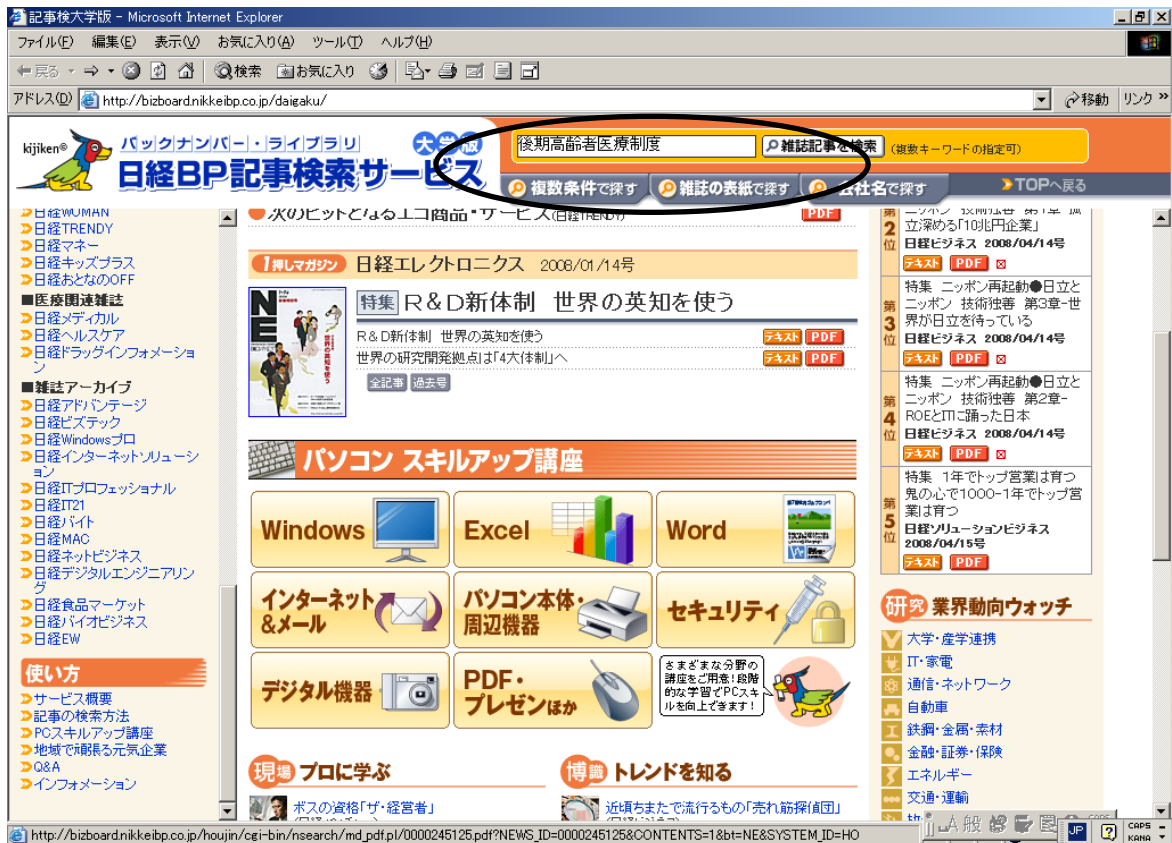 記事検大学版 - Microsoft Internet Explorer
ファイル(F) 編集(E) 表示(V) お気に入り(A) ツール(T) ヘルプ(H)
戻る 検索 お気に入り
アドレス(D) http://bizboard.nikkeibp.co.jp/daigaku/ 移動 リンク »
kijiken®
バックナンバー・ライブラリ 大学版
日経BP記事検索サービス
後期高齢者医療制度 雑誌記事を検索 (複数キーワードの指定可)
複数条件で探す 雑誌の表紙で探す 会社名で探す TOPへ戻る
日経WOMAN
日経TRENDY
日経マネー
日経キッズプラス
日経おとなのOFF
■医療関連雑誌
日経メディカル
日経ヘルスケア
日経ドラッグインフォメーショ
ン
■雑誌アーカイブ
日経アドバンテージ
日経ビズテック
日経Windowsプロ
日経インターネットソリューシ
ョン
日経ITプロフェッショナル
日経IT21
日経バイト
日経MAC
日経ネットビジネス
日経デジタルエンジニアリン
グ
日経食品マーケット
日経バイオビジネス
日経EW
使い方
サービス概要
記事の検索方法
PCスキルアップ講座
地域で頑張る元気企業
Q&A
インフォメーション
●次のヒットとなるエコ商品・サービス(日経TRENDY) PDF
1押しマガジン 日経エレクトロニクス 2008/01/14号
NE
特集 R&D新体制 世界の英知を使う
R&D新体制 世界の英知を使う テキスト PDF
世界の研究開発拠点は「4大体制」へ テキスト PDF
全記事 過去号
パソコン スキルアップ講座
Windows Excel Word
インターネット
&メール
パソコン本体・
周辺機器
セキュリティ
デジタル機器
PDF・
プレゼンほか
さまざまな分野の
講座をご用意!段階
的な学習でPCスキ
ルを向上できます!
現場 プロに学ぶ
ボスの資格「ザ・経営者」
博識 トレンドを知る
近頃ちまたで流行るもの「売れ筋探偵団」
第2位
ニッポン 技術独善 第1章-孤
立深める「10兆円企業」
日経ビジネス 2008/04/14号
テキスト PDF
第3位
特集 ニッポン再起動●日立と
ニッポン 技術独善 第3章-世
界が日立を待っている
日経ビジネス 2008/04/14号
テキスト PDF
第4位
特集 ニッポン再起動●日立と
ニッポン 技術独善 第2章-
ROEとITに踊った日本
日経ビジネス 2008/04/14号
テキスト PDF
第5位
特集 1年でトップ営業は育つ
鬼の心で1000-1年でトップ営
業は育つ
日経ソリューションビジネス
2008/04/15号
テキスト PDF
研究 業界動向ウォッチ
大学・産学連携
IT・家電
通信・ネットワーク
自動車
鉄鋼・金属・素材
金融・証券・保険
エネルギー
交通・運輸
http://bizboard.nikkeibp.co.jp/houjin/cgi-bin/nsearch/md_pdf.pl/0000245125.pdf?NEWS_ID=0000245125&CONTENTS=1&bt=NE&SYSTEM_ID=HO
A 般 JP CAPS
KANA